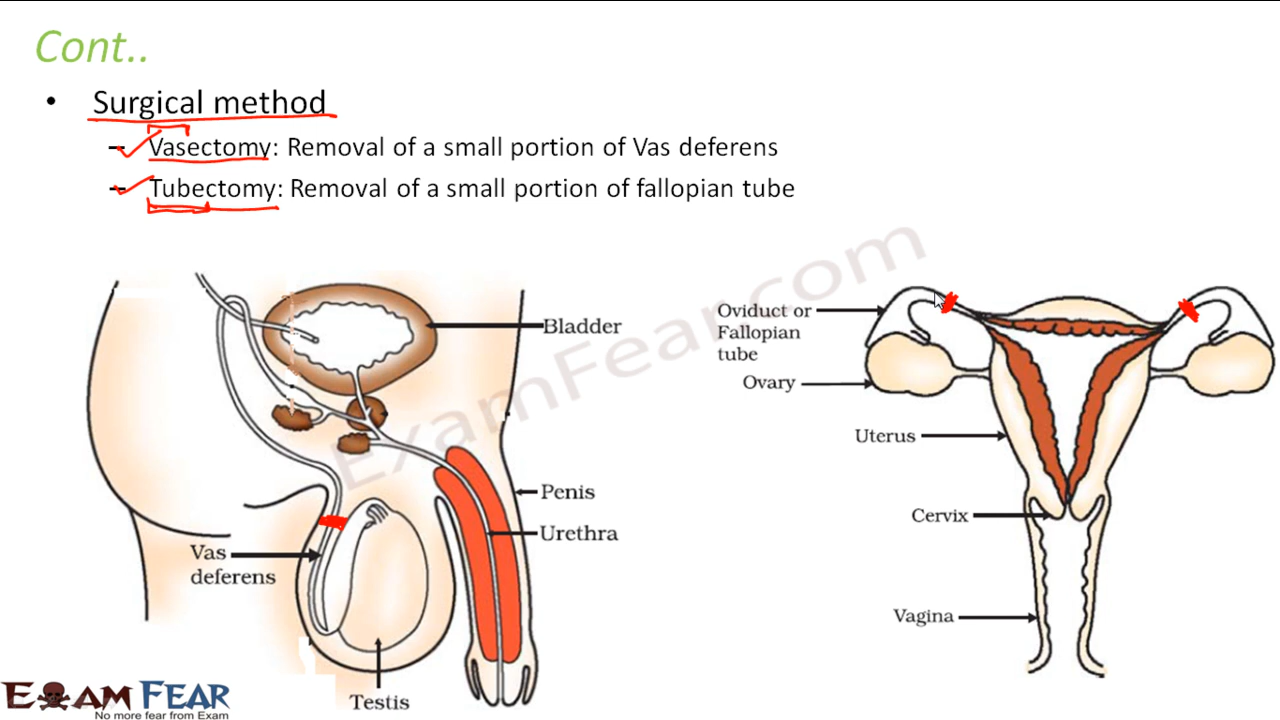 Cont..
• Surgical method
– Vasectomy: Removal of a small portion of Vas deferens
– Tubectomy: Removal of a small portion of fallopian tube
ExamFear.com
Bladder
Penis
Urethra
Vas
deferens
Testis
Oviduct or
Fallopian
tube
Ovary
Uterus
Cervix
Vagina
EXAM FEAR
No more fear from Exam